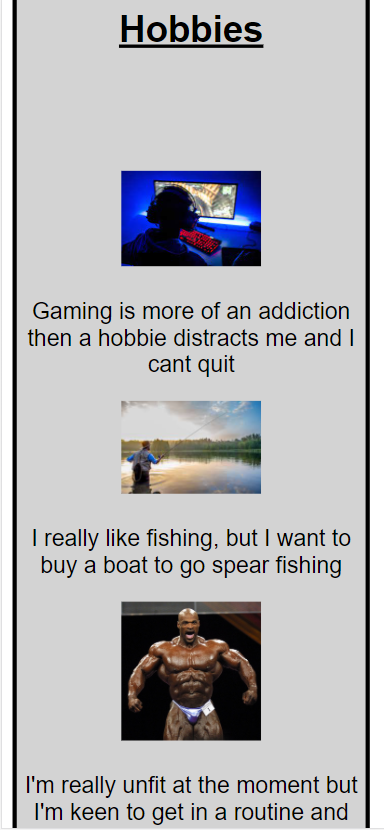 Hobbies
Gaming is more of an addiction
then a hobbie distracts me and I
cant quit
I really like fishing, but I want to
buy a boat to go spear fishing
I'm really unfit at the moment but
I'm keen to get in a routine and